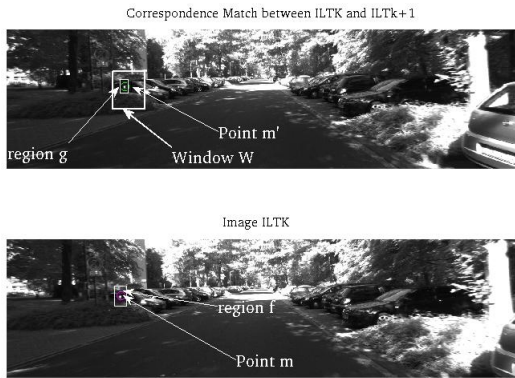 Correspondence Match between ILTK and ILTk+1
Point m'
region g
Window W
Image ILTK
region f
Point m